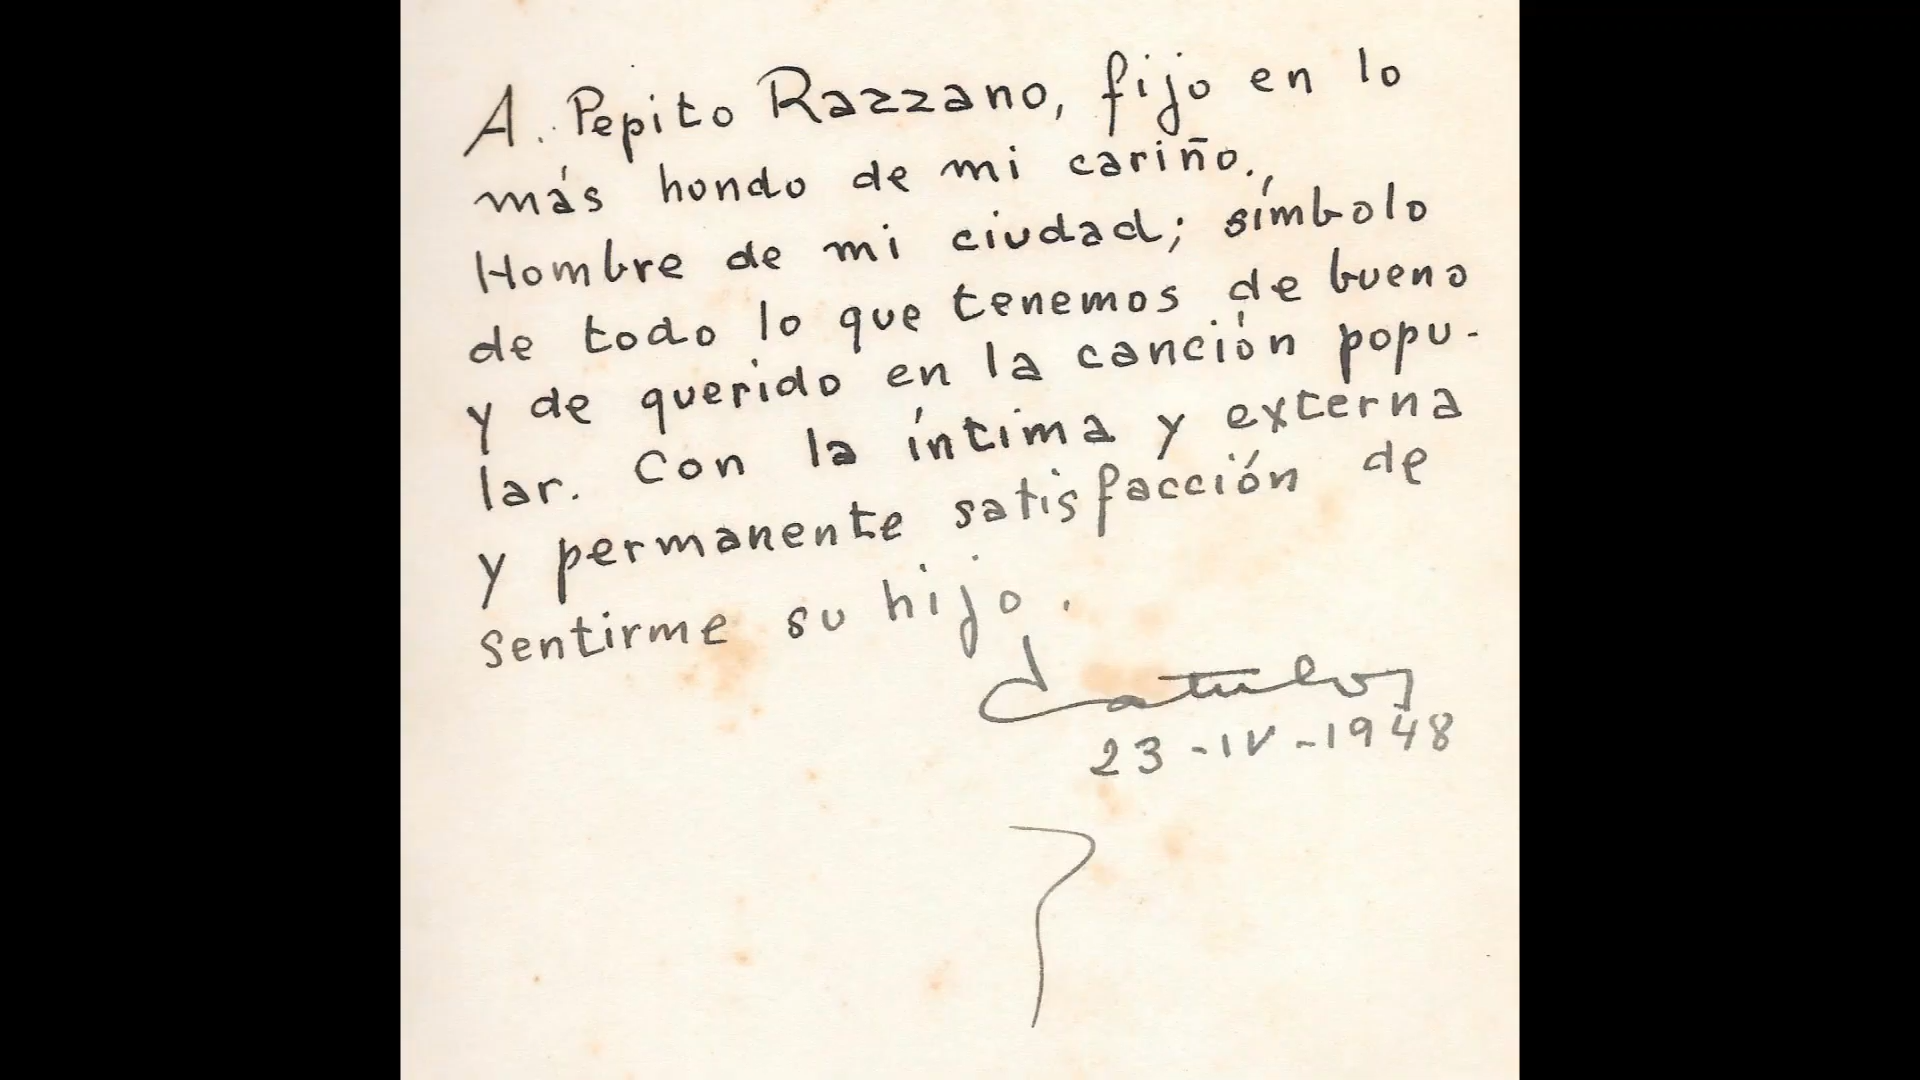 A. Pepito Razzano, fijo en lo
más hondo de mi cariño.,
Hombre de mi ciudad; símbolo
de todo lo que tenemos de bueno
y de querido en la canción popu-
lar. Con la íntima y externa
y permanente satisfacción de
sentirme su hijo.
Catulo
23-IV-1948